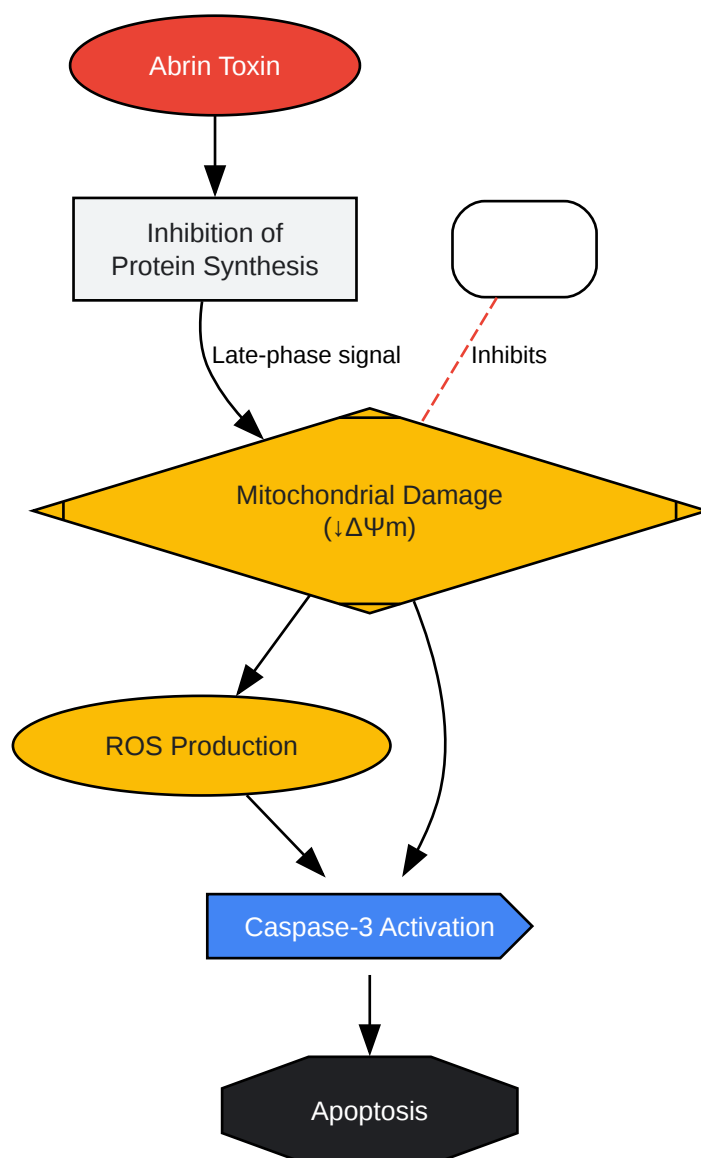 Abrin Toxin
Inhibition of
Protein Synthesis
Late-phase signal
Inhibits
Mitochondrial Damage
(↓ΔΨm)
ROS Production
Caspase-3 Activation
Apoptosis